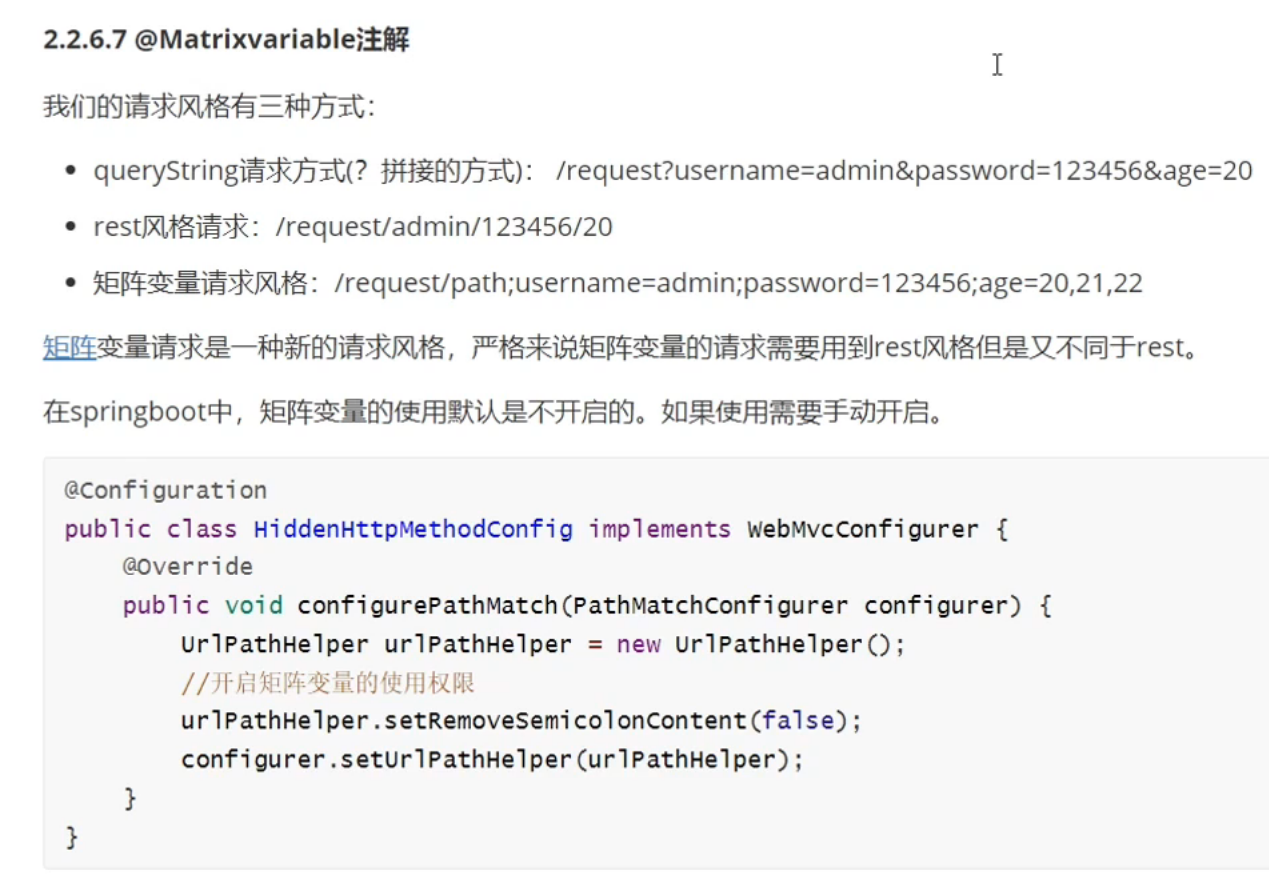 2.2.6.7 @Matrixvariable注解
我们的请求风格有三种方式：
queryString请求方式(？拼接的方式)： /request?username=admin&password=123456&age=20
rest风格请求：/request/admin/123456/20
矩阵变量请求风格：/request/path;username=admin;password=123456;age=20,21,22
矩阵变量请求是一种新的请求风格，严格来说矩阵变量的请求需要用到rest风格但是又不同于rest。
在springboot中，矩阵变量的使用默认是不开启的。如果使用需要手动开启。
@Configuration
public class HiddenHttpMethodConfig implements WebMvcConfigurer {
    @Override
    public void configurePathMatch(PathMatchConfigurer configurer) {
        UrlPathHelper urlPathHelper = new UrlPathHelper();
        //开启矩阵变量的使用权限
        urlPathHelper.setRemoveSemicolonContent(false);
        configurer.setUrlPathHelper(urlPathHelper);
    }
}